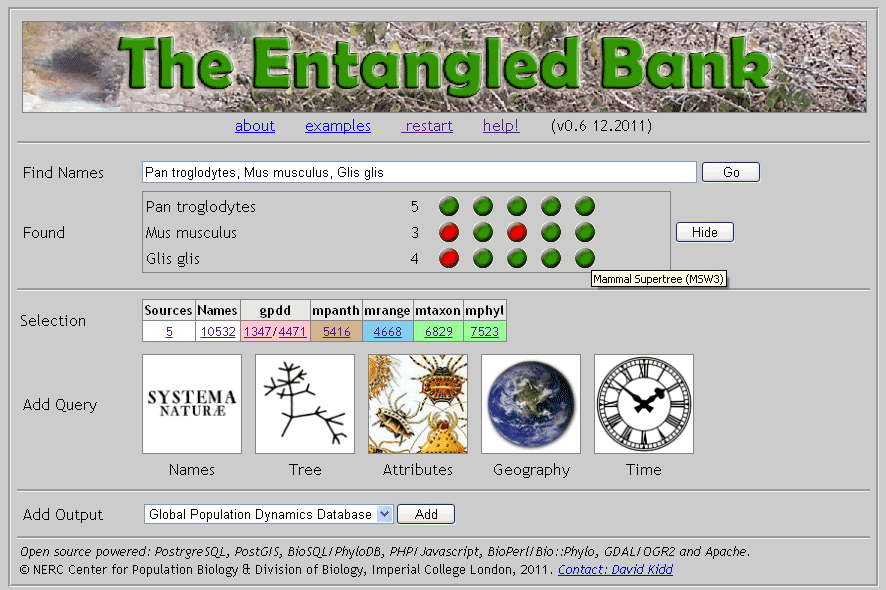 The Entangled Bank
about examples restart help! (v0.6 12.2011)
Find Names Pan troglodytes, Mus musculus, Glis glis Go
Pan troglodytes 5
Found Mus musculus 3 Hide
Glis glis 4
Mammal Supertree (MSW3)
Selection
Sources Names gpdd mpanth mrange mtaxon mphyl
5 10532 1347/4471 5416 4668 6829 7523
Add Query
SYSTEMA
NATURÆ
Names Tree Attributes Geography Time
Add Output Global Population Dynamics Database Add
Open source powered: PostrgreSQL, PostGIS, BioSQL/PhyloDB, PHP/Javascript, BioPerl/Bio::Phylo, GDAL/OGR2 and Apache.
© NERC Center for Population Biology & Division of Biology, Imperial College London, 2011. Contact: David Kidd